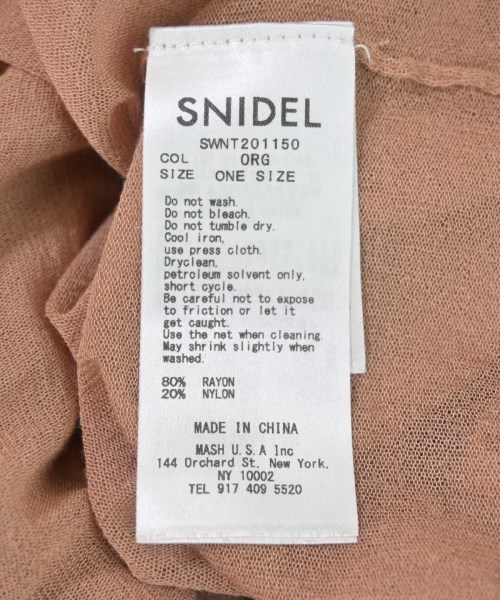 SNIDEL
SWNT201150
COL ORG
SIZE ONE SIZE
Do not wash.
Do not bleach.
Do not tumble dry.
Cool iron,
use press cloth.
Dryclean,
petroleum solvent only,
short cycle.
Be careful not to expose
to friction or let it
get caught.
Use the net when cleaning.
May shrink slightly when
washed.
80% RAYON
20% NYLON
MADE IN CHINA
MASH U.S.A Inc
144 Orchard St. New York,
NY 10002
TEL 917 409 5520